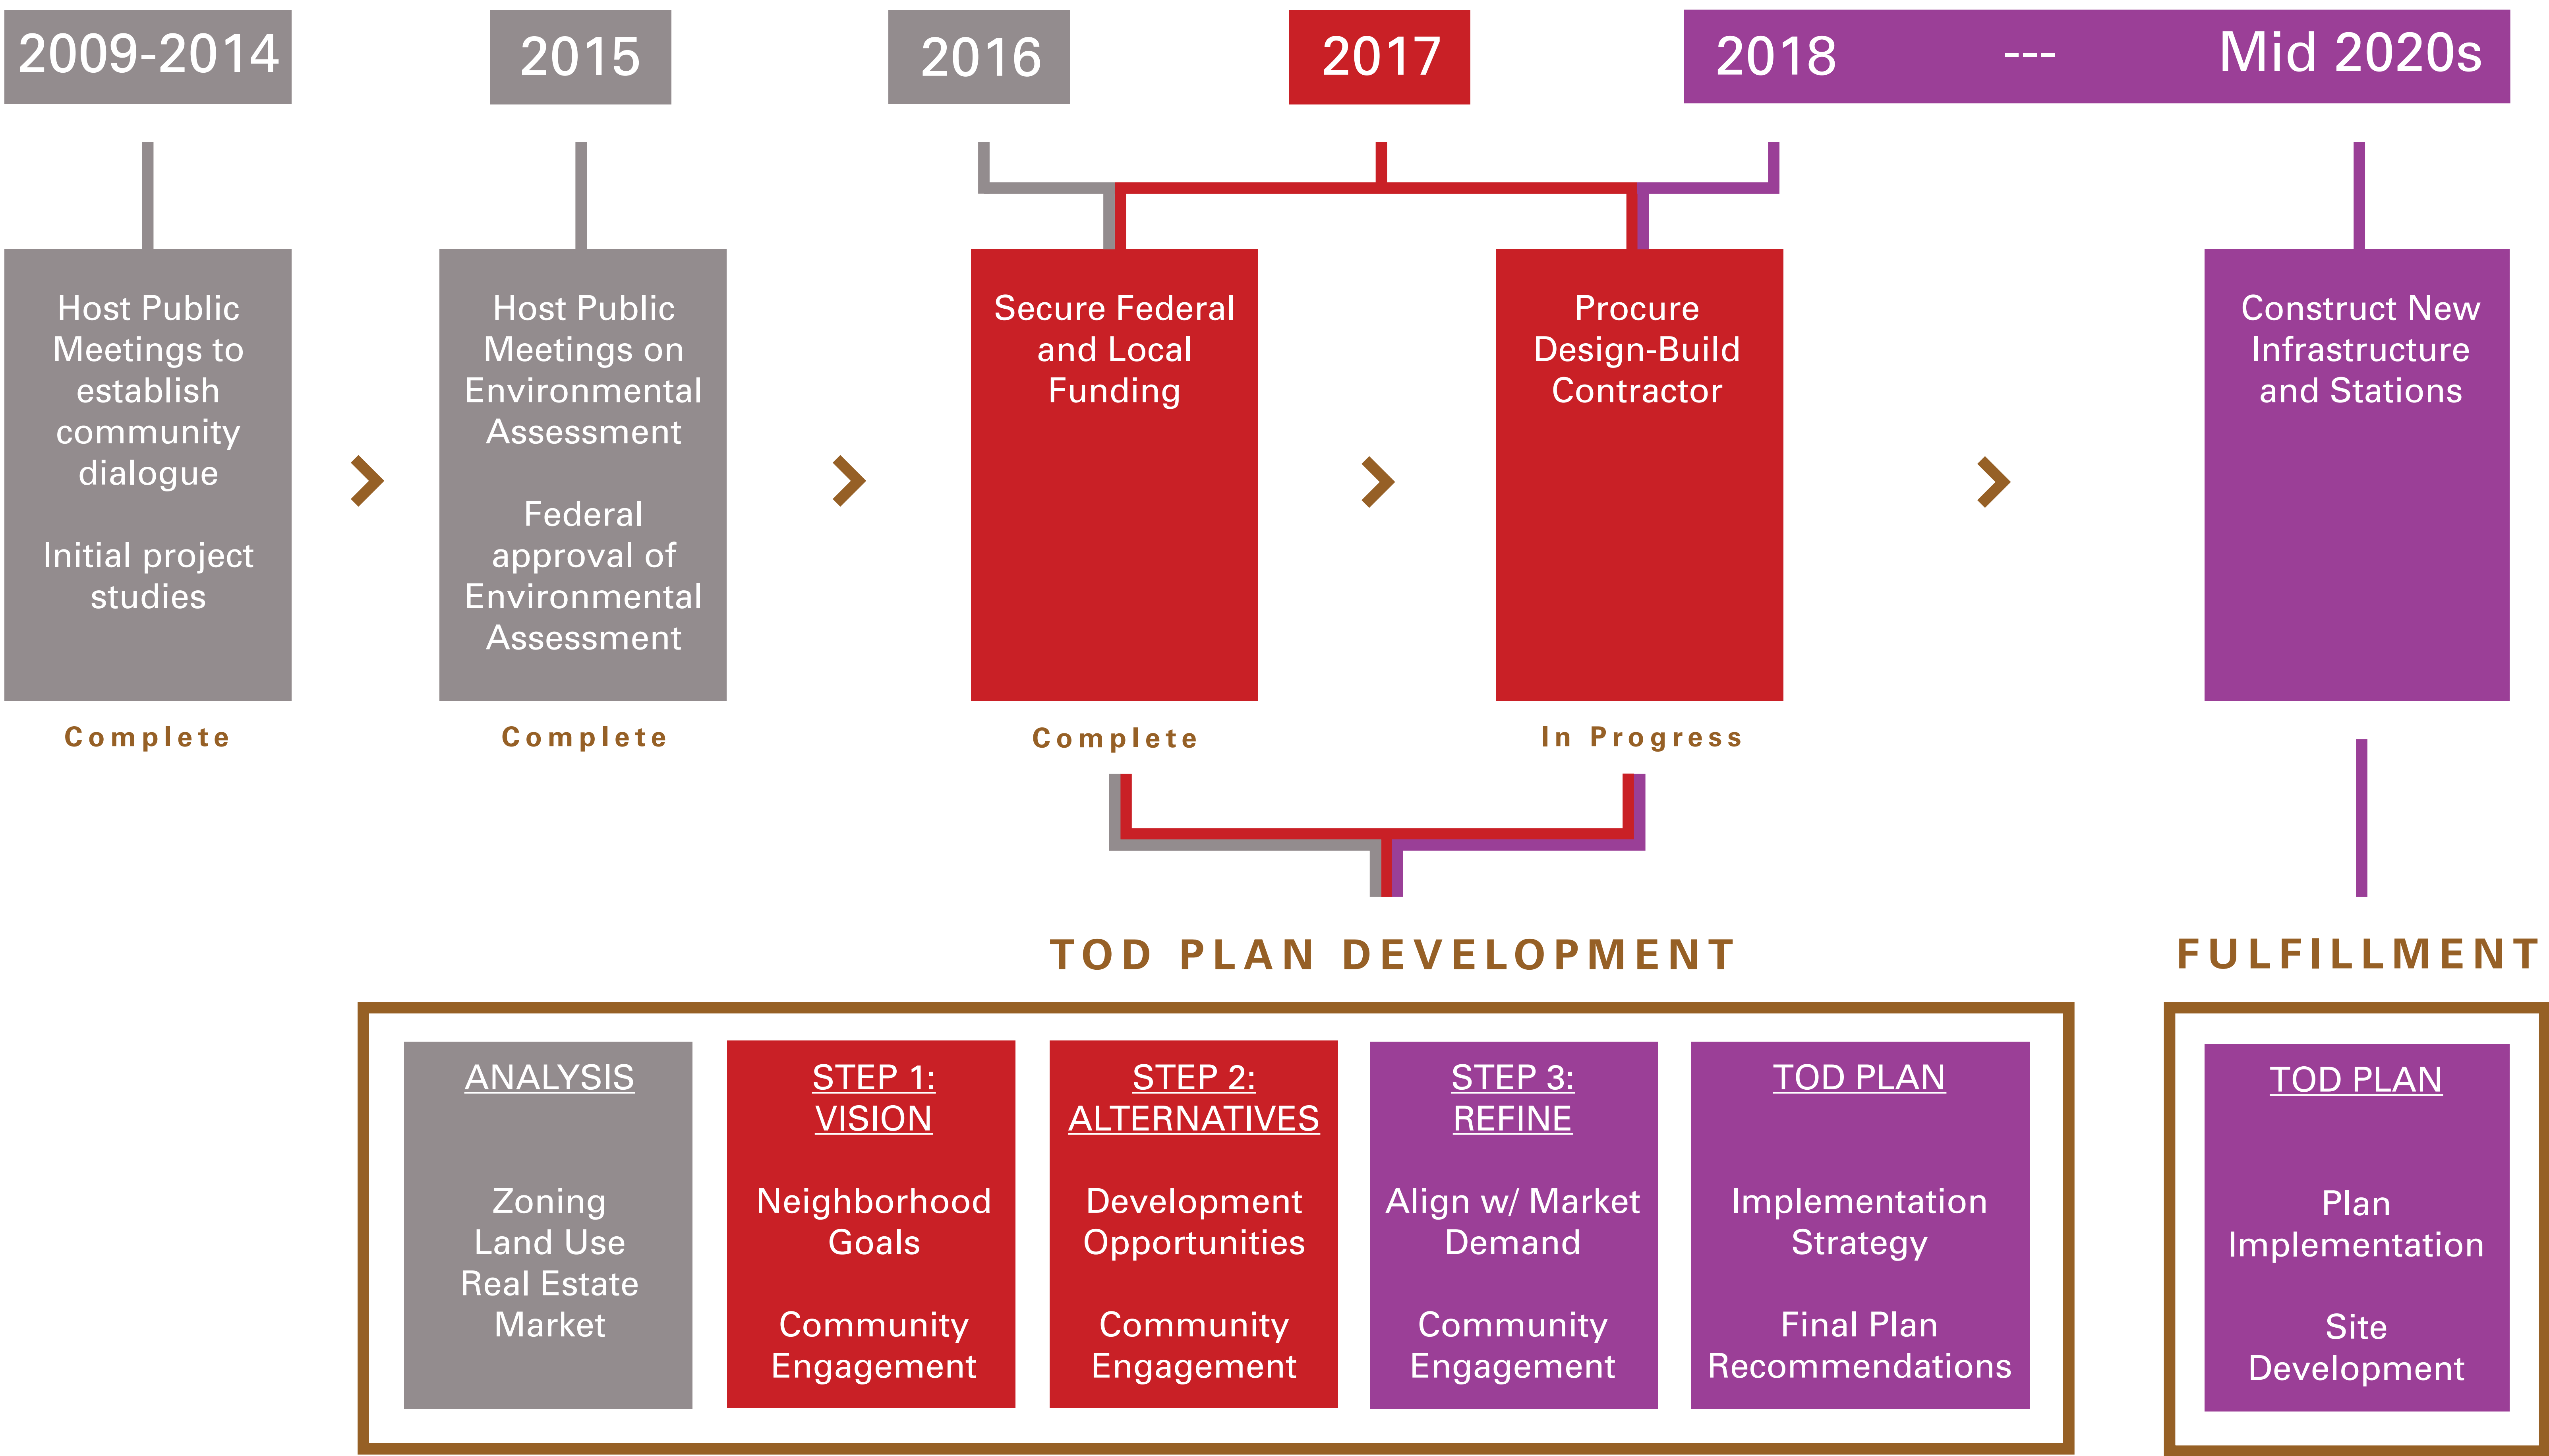 2009-2014
2015
2016
2017
2018 --- Mid 2020s
Host Public
Meetings to
establish
community
dialogue
Initial project
studies
Complete
Host Public
Meetings on
Environmental
Assessment
Federal
approval of
Environmental
Assessment
Complete
Secure Federal
and Local
Funding
Complete
Procure
Design-Build
Contractor
In Progress
Construct New
Infrastructure
and Stations
TOD PLAN DEVELOPMENT
ANALYSIS
Zoning
Land Use
Real Estate
Market
STEP 1:
VISION
Neighborhood
Goals
Community
Engagement
STEP 2:
ALTERNATIVES
Development
Opportunities
Community
Engagement
STEP 3:
REFINE
Align w/ Market
Demand
Community
Engagement
TOD PLAN
Implementation
Strategy
Final Plan
Recommendations
FULFILLMENT
TOD PLAN
Plan
Implementation
Site
Development